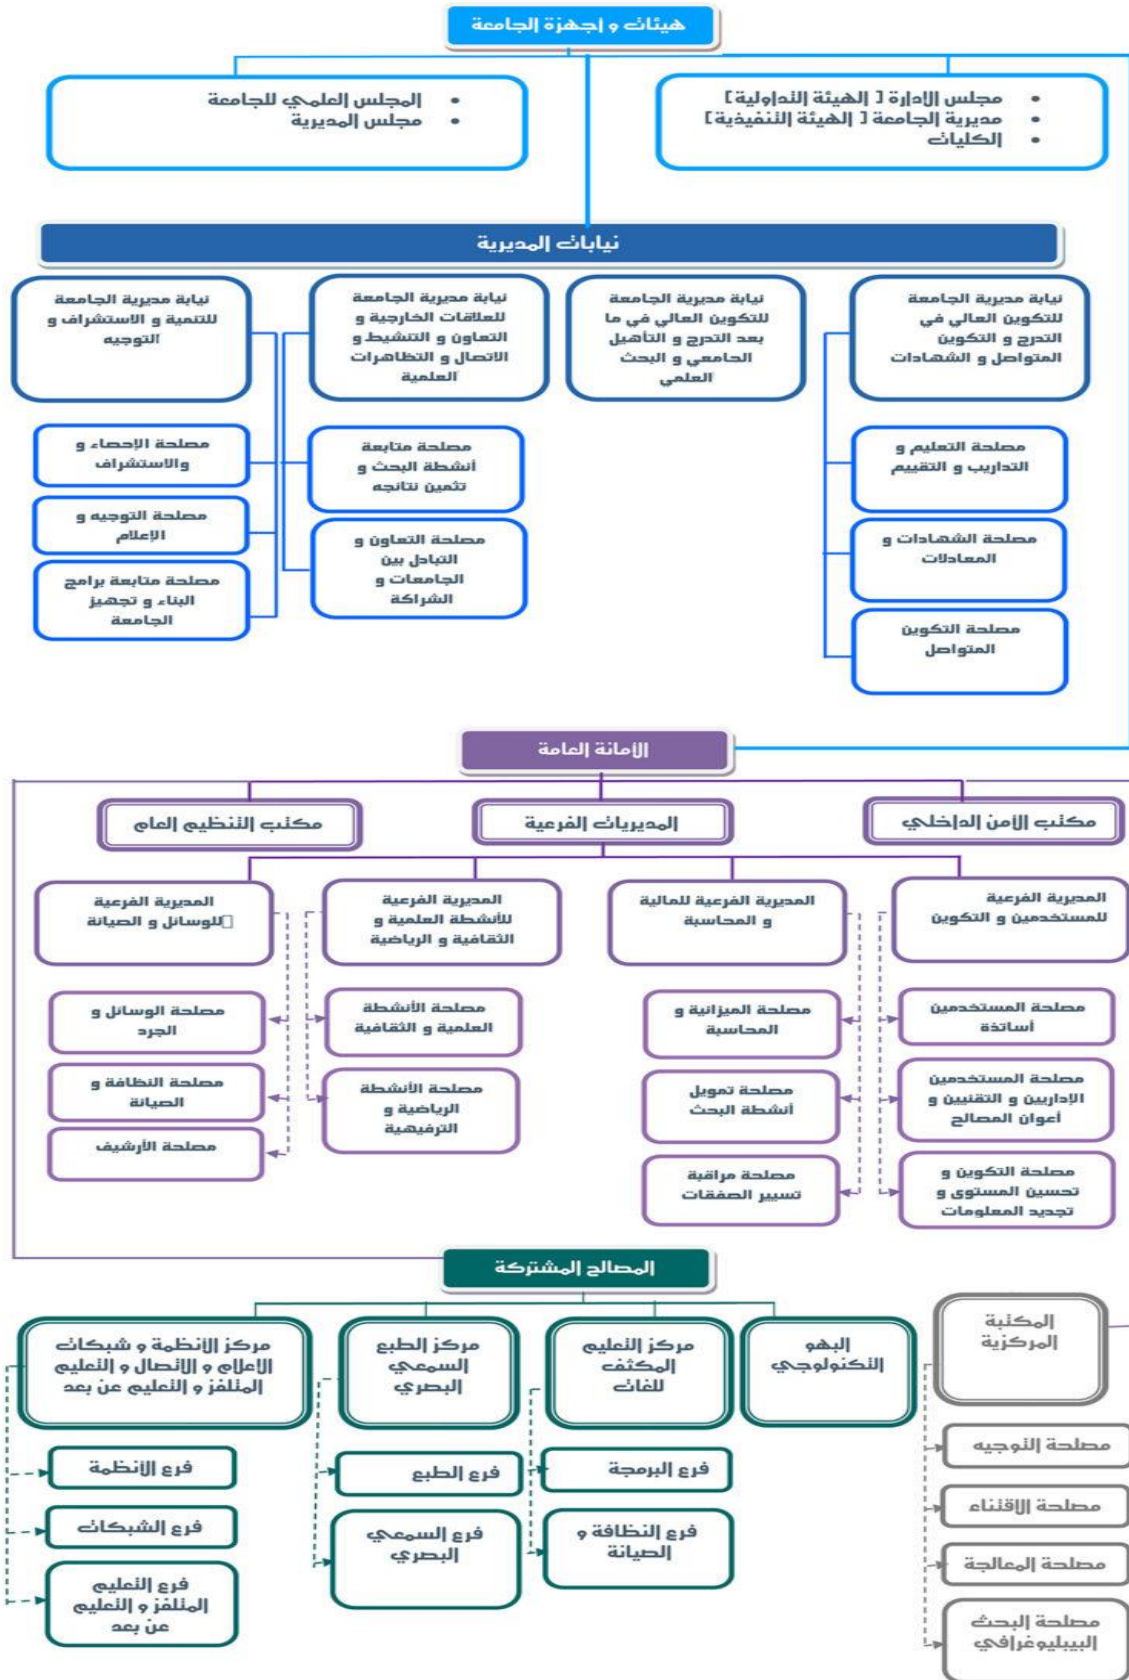 هيئات و أجهزة الجامعة
مجلس الإدارة [ الهيئة التداولية ]
مديرية الجامعة [ الهيئة التنفيذية ]
الكليات
المجلس العلمي للجامعة
مجلس المديرية
نيابات المديرية
نيابة مديرية الجامعة
للتكوين العالي في
التدرج و التكوين
المتواصل و الشهادات
نيابة مديرية الجامعة
للتكوين العالي في ما
بعد التدرج و التأهيل
الجامعي و البحث
العلمي
نيابة مديرية الجامعة
للعلاقات الخارجية و
التعاون و التنشيط و
الاتصال و التظاهرات
العلمية
نيابة مديرية الجامعة
للتنمية و الاستشراف و
التوجيه
مصلحة التعليم و
التداريب و التقييم
مصلحة الشهادات و
المعادلات
مصلحة التكوين
المتواصل
مصلحة متابعة
أنشطة البحث و
تثمين نتائجه
مصلحة التعاون و
التبادل بين
الجامعات و
الشراكة
مصلحة الإحصاء و
والاستشراف
مصلحة التوجيه و
الإعلام
مصلحة متابعة برامج
البناء و تجهيز
الجامعة
الأمانة العامة
مكتب الأمن الداخلي
المديريات الفرعية
مكتب التنظيم العام
المديرية الفرعية
للمستخدمين و التكوين
المديرية الفرعية للمالية
و المحاسبة
المديرية الفرعية
للأنشطة العلمية و
الثقافية و الرياضية
المديرية الفرعية
للوسائل و الصيانة
مصلحة المستخدمين
أساتذة
مصلحة المستخدمين
الإداريين و التقنيين و
أعوان المصالح
مصلحة التكوين و
تحسين المستوى و
تجديد المعلومات
مصلحة الميزانية و
المحاسبة
مصلحة تمويل
أنشطة البحث
مصلحة مراقبة
تسيير الصفقات
مصلحة الأنشطة
العلمية و الثقافية
مصلحة الأنشطة
الرياضية و
الترفيهية
مصلحة الوسائل و
الجرد
مصلحة النظافة و
الصيانة
مصلحة الأرشيف
المصالح المشتركة
المكتبة
المركزية
البهو
التكنولوجي
مركز التعليم
المكثف
للغات
مركز الطبع
السمعي
البصري
مركز الأنظمة و شبكات
الإعلام و الاتصال و التعليم
المتلفز و التعليم عن بعد
مصلحة التوجيه
مصلحة الاقتناء
مصلحة المعالجة
مصلحة البحث
البيبليوغرافي
فرع البرمجة
فرع النظافة و
الصيانة
فرع الطبع
فرع السمعي
البصري
فرع الأنظمة
فرع الشبكات
فرع التعليم
المتلفز و التعليم
عن بعد